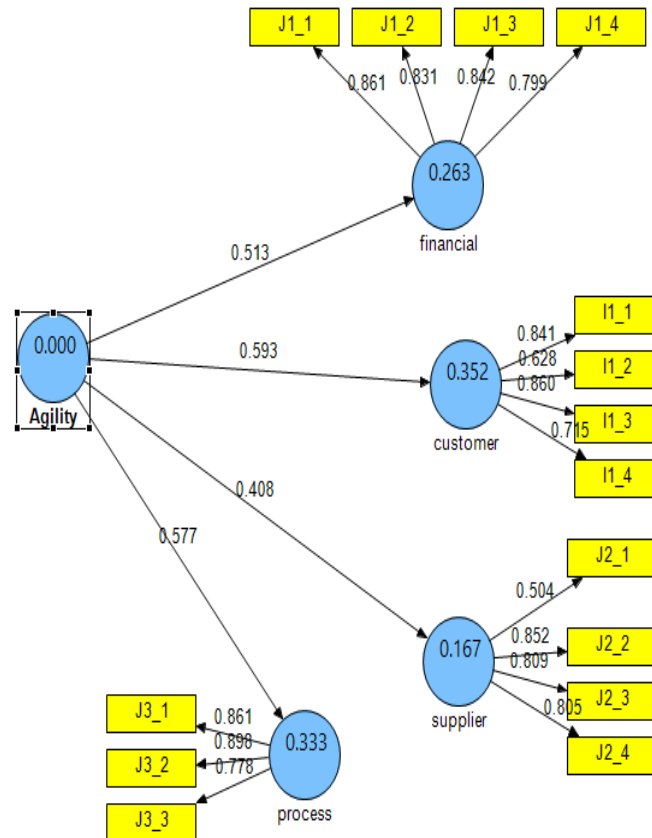 J1_1 J1_2 J1_3 J1_4
0.861 0.831 0.842 0.799
0.263
financial
0.513
0.000
Agility
0.593
0.352
customer
0.841
0.628
0.860
0.715
I1_1
I1_2
I1_3
I1_4
0.408
0.577
0.167
supplier
0.504
0.852
0.809
0.805
J2_1
J2_2
J2_3
J2_4
J3_1
J3_2
J3_3
0.861
0.898
0.778
0.333
process